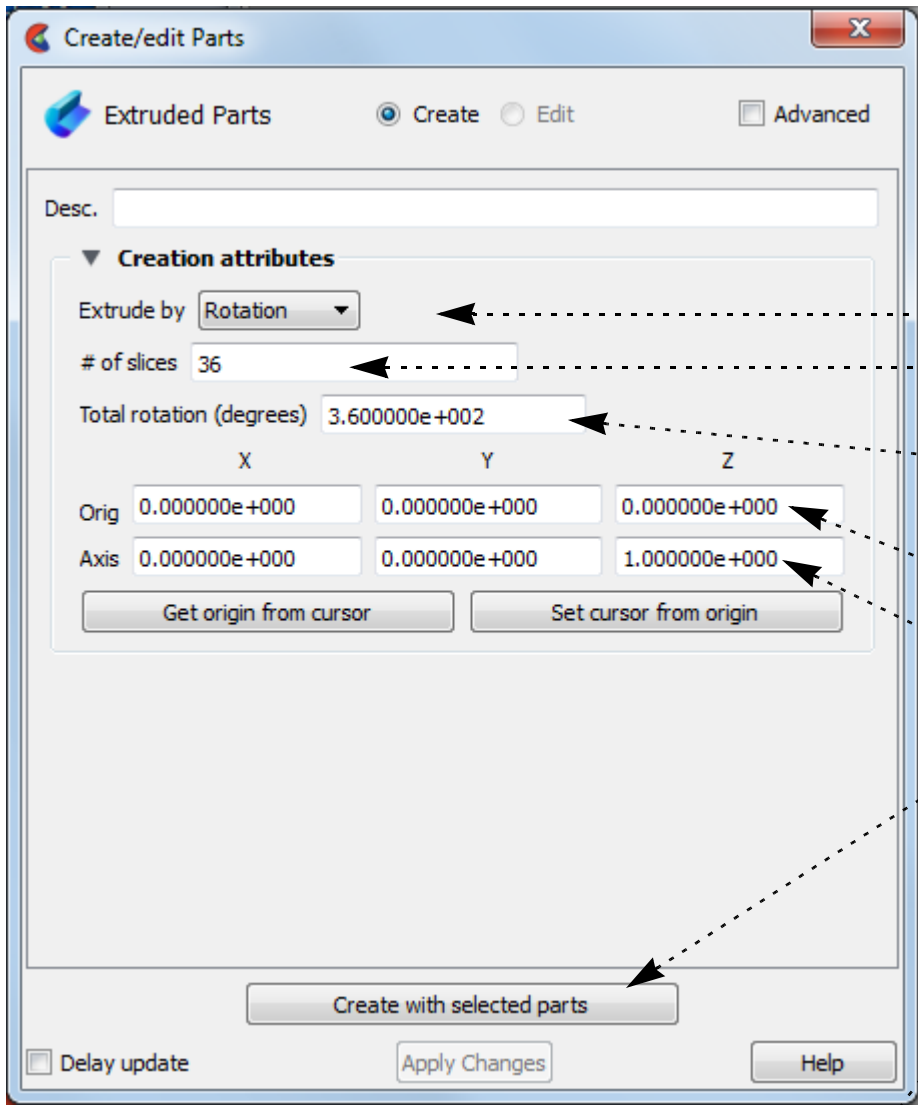 Create/edit Parts
Extruded Parts Create Edit Advanced
Desc.
Creation attributes
Extrude by Rotation
# of slices 36
Total rotation (degrees) 3.600000e+002
X Y Z
Orig 0.000000e+000 0.000000e+000 0.000000e+000
Axis 0.000000e+000 0.000000e+000 1.000000e+000
Get origin from cursor Set cursor from origin
Create with selected parts
Delay update Apply Changes Help